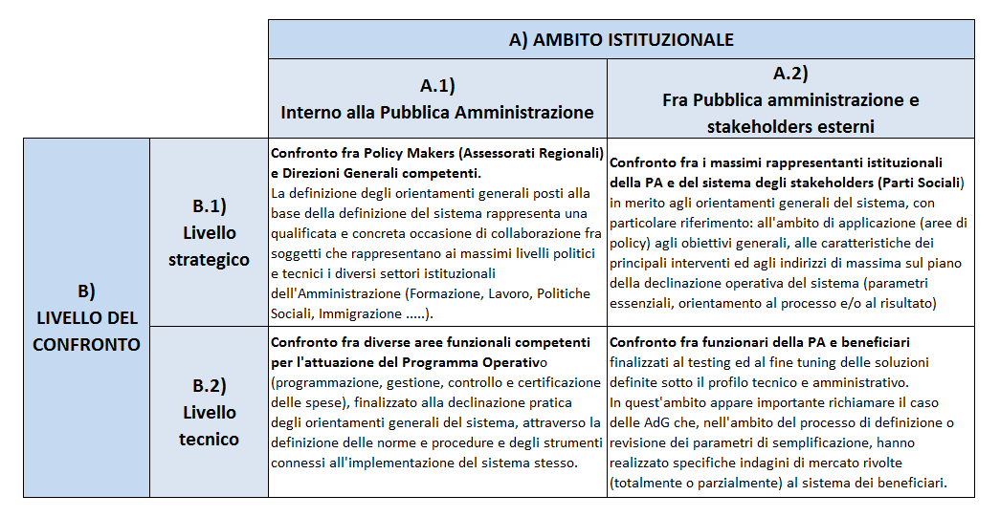 A) AMBITO ISTITUZIONALE
A.1)
Interno alla Pubblica Amministrazione
A.2)
Fra Pubblica amministrazione e
stakeholders esterni
B)
LIVELLO DEL
CONFRONTO
B.1)
Livello
strategico
Confronto fra Policy Makers (Assessorati Regionali)
e Direzioni Generali competenti.
La definizione degli orientamenti generali posti alla
base della definizione del sistema rappresenta una
qualificata e concreta occasione di collaborazione fra
soggetti che rappresentano ai massimi livelli politici
e tecnici i diversi settori istituzionali
dell'Amministrazione (Formazione, Lavoro, Politiche
Sociali, Immigrazione .....).
Confronto fra i massimi rappresentanti istituzionali
della PA e del sistema degli stakeholders (Parti Sociali)
in merito agli orientamenti generali del sistema, con
particolare riferimento: all'ambito di applicazione (aree di
policy) agli obiettivi generali, alle caratteristiche dei
principali interventi ed agli indirizzi di massima sul piano
della declinazione operativa del sistema (parametri
essenziali, orientamento al processo e/o al risultato)
B.2)
Livello
tecnico
Confronto fra diverse aree funzionali competenti
per l'attuazione del Programma Operativo
(programmazione, gestione, controllo e certificazione
delle spese), finalizzato alla declinazione pratica
degli orientamenti generali del sistema, attraverso la
definizione delle norme e procedure e degli strumenti
connessi all'implementazione del sistema stesso.
Confronto fra funzionari della PA e beneficiari
finalizzati al testing ed al fine tuning delle soluzioni
definite sotto il profilo tecnico e amministrativo.
In quest'ambito appare importante richiamare il caso
delle AdG che, nell'ambito del processo di definizione o
revisione dei parametri di semplificazione, hanno
realizzato specifiche indagini di mercato rivolte
(totalmente o parzialmente) al sistema dei beneficiari.